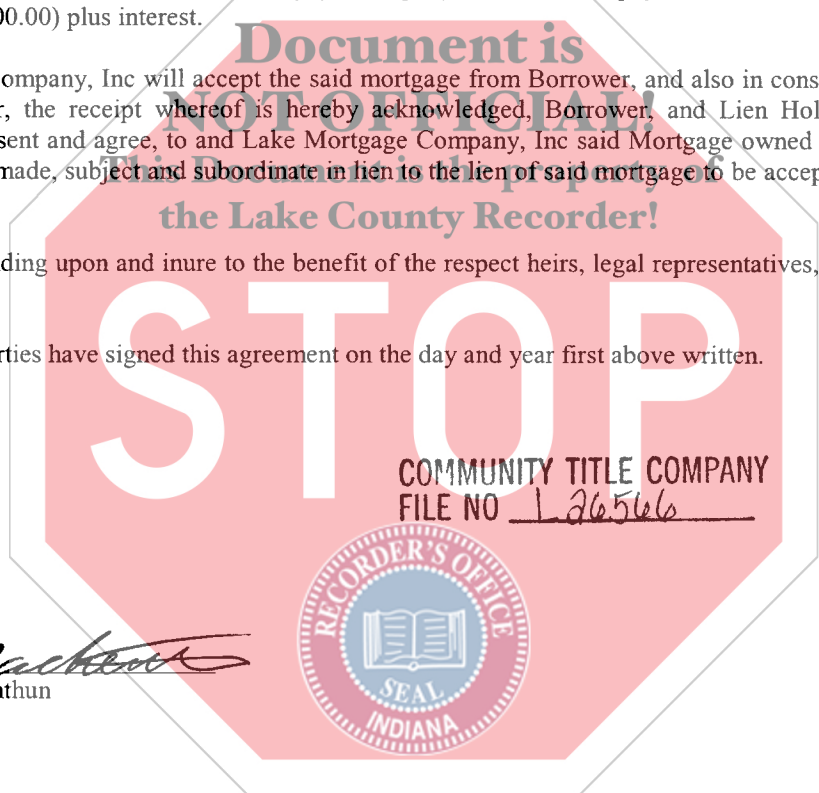 00.00) plus interest.
Document is
ompany, Inc will accept the said mortgage from Borrower, and also in cons
r, the receipt whereof is hereby acknowledged, Borrower, and Lien Hol
NOT OFFICIAL!
sent and agree, to and Lake Mortgage Company, Inc said Mortgage owned
made, subject and subordinate in lien to the lien of said mortgage to be accep
This Document is the property of
the Lake County Recorder!
ding upon and inure to the benefit of the respect heirs, legal representatives,
STOP
rties have signed this agreement on the day and year first above written.
COMMUNITY TITLE COMPANY
FILE NO L26566
RECORDER'S OFFICE
SEAL
INDIANA
thun